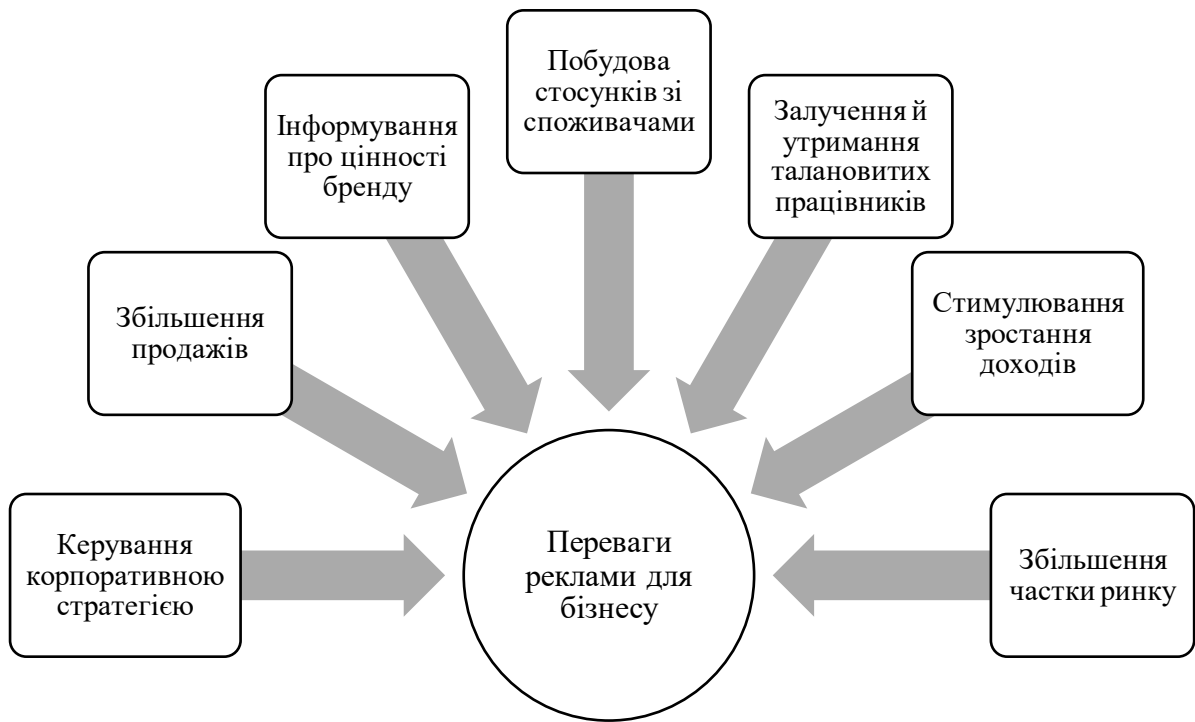 Побудова
стосунків зі
споживачами
Інформування
про цінності
бренду
Залучення й
утримання
талановитих
працівників
Збільшення
продажів
Стимулювання
зростання
доходів
Керування
корпоративною
стратегією
Переваги
реклами для
бізнесу
Збільшення
частки ринку